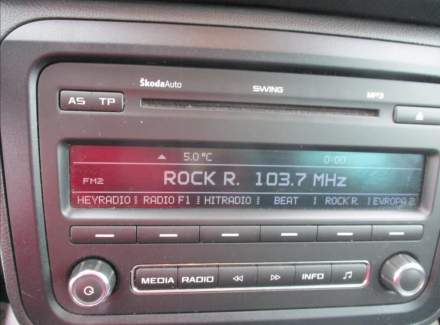 ŠkodaAuto SWING MP3
AS TP
5.0°C 0:00
FM2 ROCK R. 103.7 MHz
HEYRADIO RADIO F1 HITRADIO BEAT ROCK R. EVROPA 2
MEDIA RADIO INFO